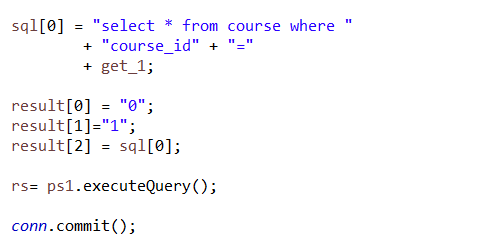 sql[0] = "select * from course where "
+ "course_id" + "="
+ get_1;
result[0] = "0";
result[1]="1";
result[2] = sql[0];
rs= ps1.executeQuery();
conn.commit();